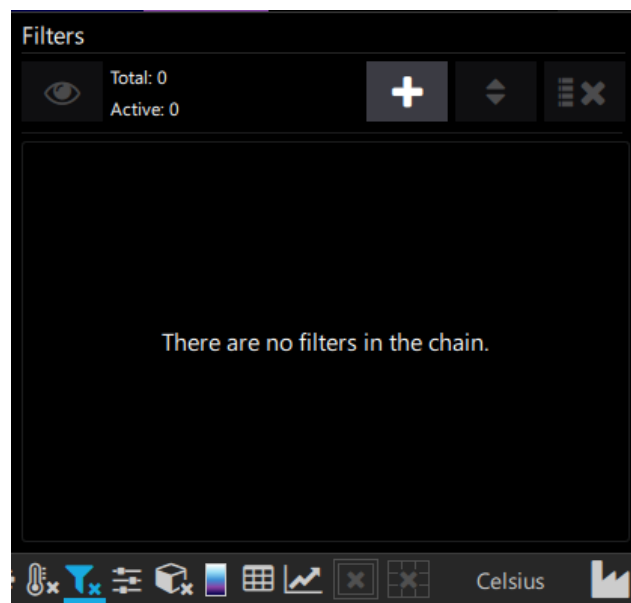 Filters
Total: 0
Active: 0
There are no filters in the chain.
Celsius